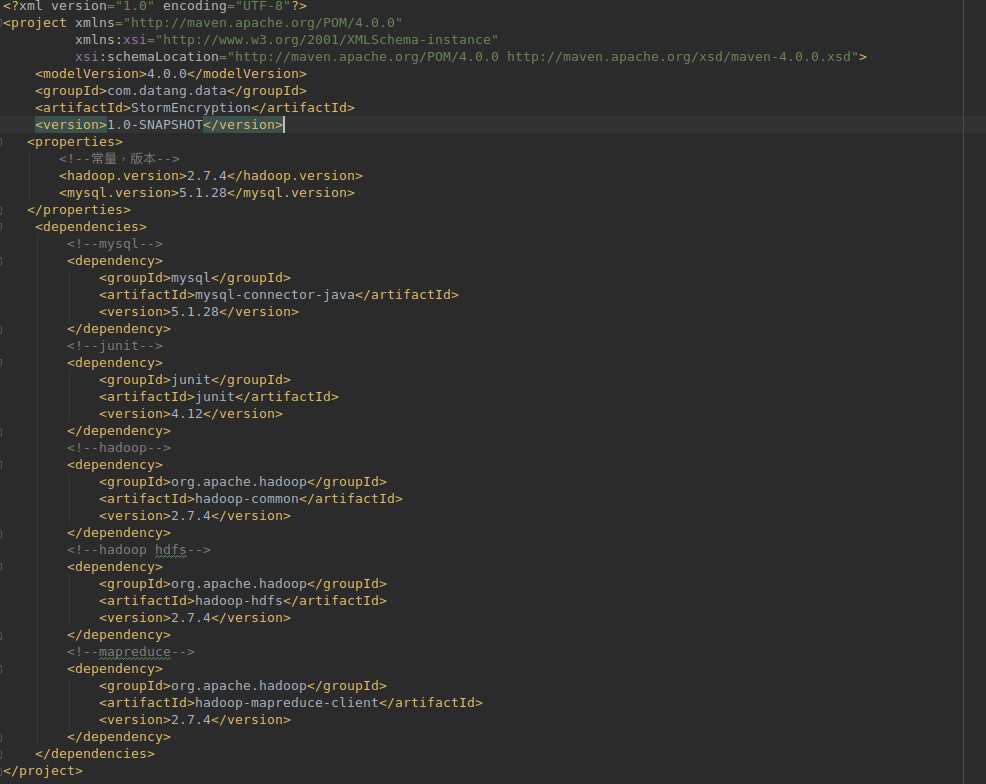 <?xml version="1.0" encoding="UTF-8"?>
<project xmlns="http://maven.apache.org/POM/4.0.0"
xmlns:xsi="http://www.w3.org/2001/XMLSchema-instance"
xsi:schemaLocation="http://maven.apache.org/POM/4.0.0 http://maven.apache.org/xsd/maven-4.0.0.xsd">
<modelVersion>4.0.0</modelVersion>
<groupId>com.datang.data</groupId>
<artifactId>StormEncryption</artifactId>
<version>1.0-SNAPSHOT</version>
<properties>
<!--常量，版本-->
<hadoop.version>2.7.4</hadoop.version>
<mysql.version>5.1.28</mysql.version>
</properties>
<dependencies>
<!--mysql-->
<dependency>
<groupId>mysql</groupId>
<artifactId>mysql-connector-java</artifactId>
<version>5.1.28</version>
</dependency>
<!--junit-->
<dependency>
<groupId>junit</groupId>
<artifactId>junit</artifactId>
<version>4.12</version>
</dependency>
<!--hadoop-->
<dependency>
<groupId>org.apache.hadoop</groupId>
<artifactId>hadoop-common</artifactId>
<version>2.7.4</version>
</dependency>
<!--hadoop hdfs-->
<dependency>
<groupId>org.apache.hadoop</groupId>
<artifactId>hadoop-hdfs</artifactId>
<version>2.7.4</version>
</dependency>
<!--mapreduce-->
<dependency>
<groupId>org.apache.hadoop</groupId>
<artifactId>hadoop-mapreduce-client</artifactId>
<version>2.7.4</version>
</dependency>
</dependencies>
</project>